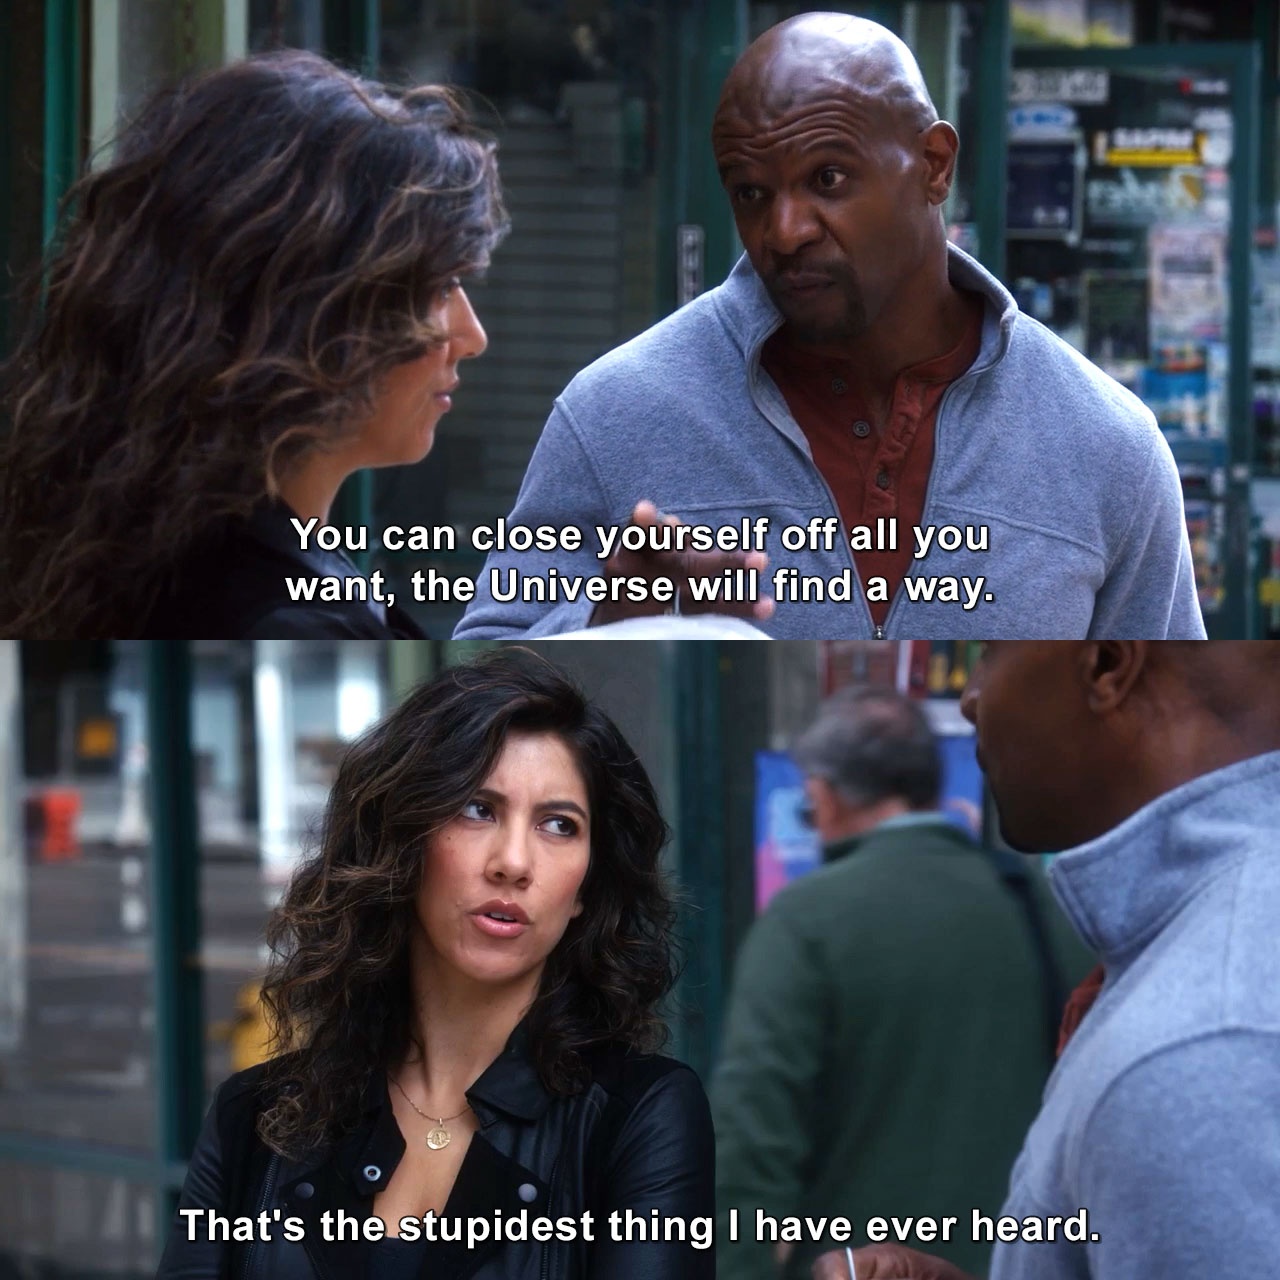 SAPIM
You can close yourself off all you
want, the Universe will find a way.
That's the stupidest thing I have ever heard.